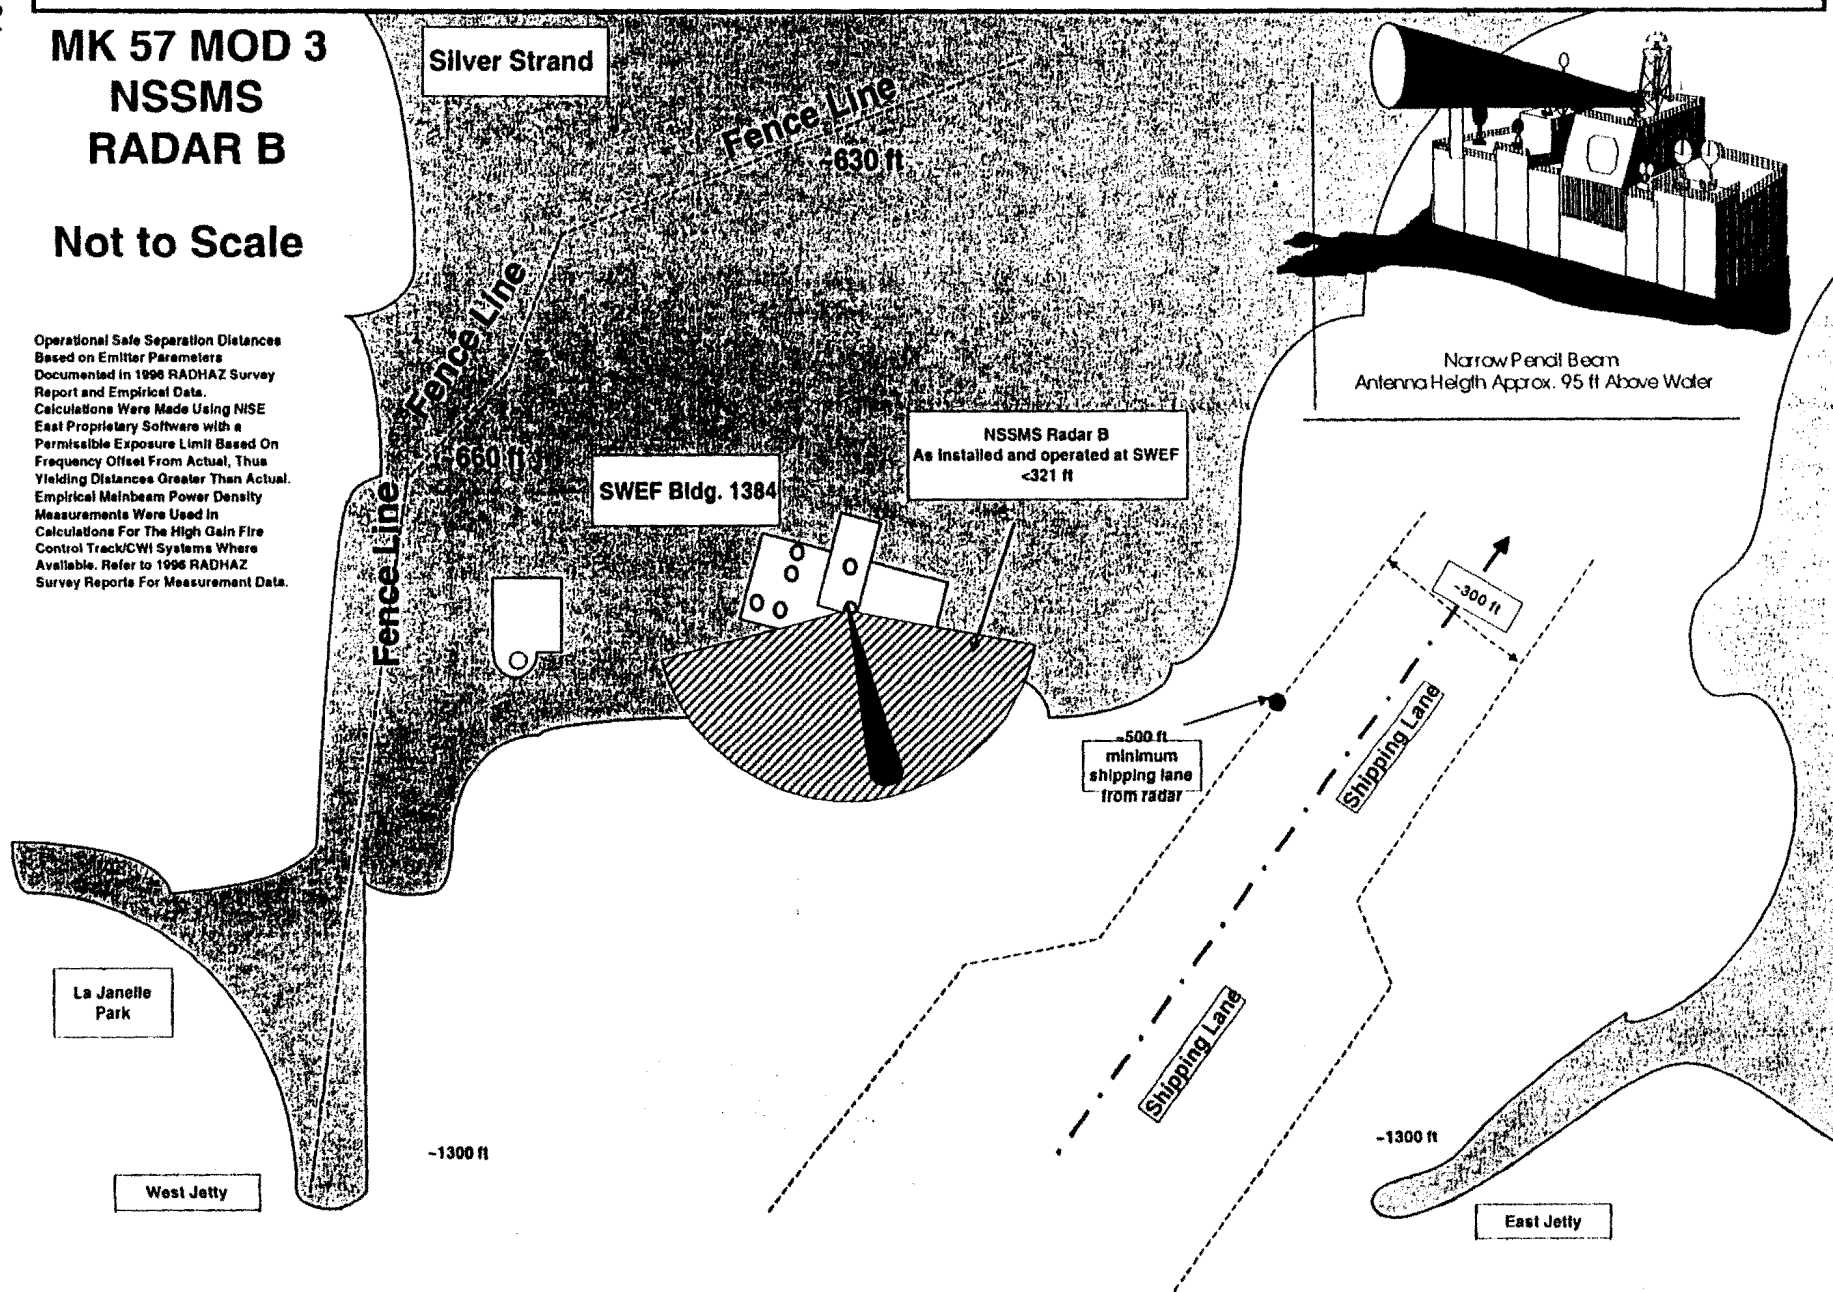 MK 57 MOD 3
NSSMS
RADAR B
Not to Scale
Operational Safe Separation Distances
Based on Emitter Parameters
Documented in 1996 RADHAZ Survey
Report and Empirical Data.
Calculations Were Made Using NISE
East Proprietary Software with a
Permissible Exposure Limit Based On
Frequency Offset From Actual, Thus
Yielding Distances Greater Than Actual.
Empirical Mainbeam Power Density
Measurements Were Used in
Calculations For The High Gain Fire
Control Track/CWI Systems Where
Available. Refer to 1996 RADHAZ
Survey Reports For Measurement Data.
Silver Strand
Fence Line
~630 ft
Fence Line
~660 ft
Fence Line
SWEF Bldg. 1384
NSSMS Radar B
As installed and operated at SWEF
<321 ft
Narrow Pencil Beam
Antenna Heigth Approx. 95 ft Above Water
~300 ft
~500 ft
minimum
shipping lane
from radar
Shipping Lane
Shipping Lane
La Janelle
Park
West Jetty
~1300 ft
~1300 ft
East Jetty